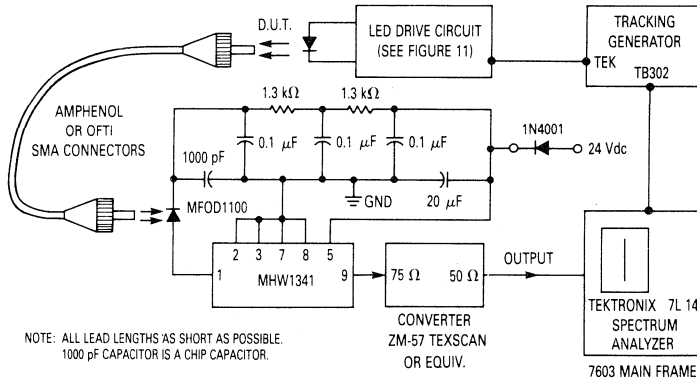 D.U.T.
LED DRIVE CIRCUIT
(SEE FIGURE 11)
TRACKING
GENERATOR
TEK
TB302
AMPHENOL
OR OFTI
SMA CONNECTORS
1.3 kΩ
1.3 kΩ
0.1 μF
0.1 μF
0.1 μF
1N4001
24 Vdc
1000 pF
GND
20 μF
MFOD1100
2 3 7 8 5
1 9
MHW1341
75 Ω 50 Ω
OUTPUT
CONVERTER
ZM-57 TEXSCAN
OR EQUIV.
TEKTRONIX 7L 14
SPECTRUM
ANALYZER
7603 MAIN FRAME
NOTE: ALL LEAD LENGTHS AS SHORT AS POSSIBLE.
1000 pF CAPACITOR IS A CHIP CAPACITOR.